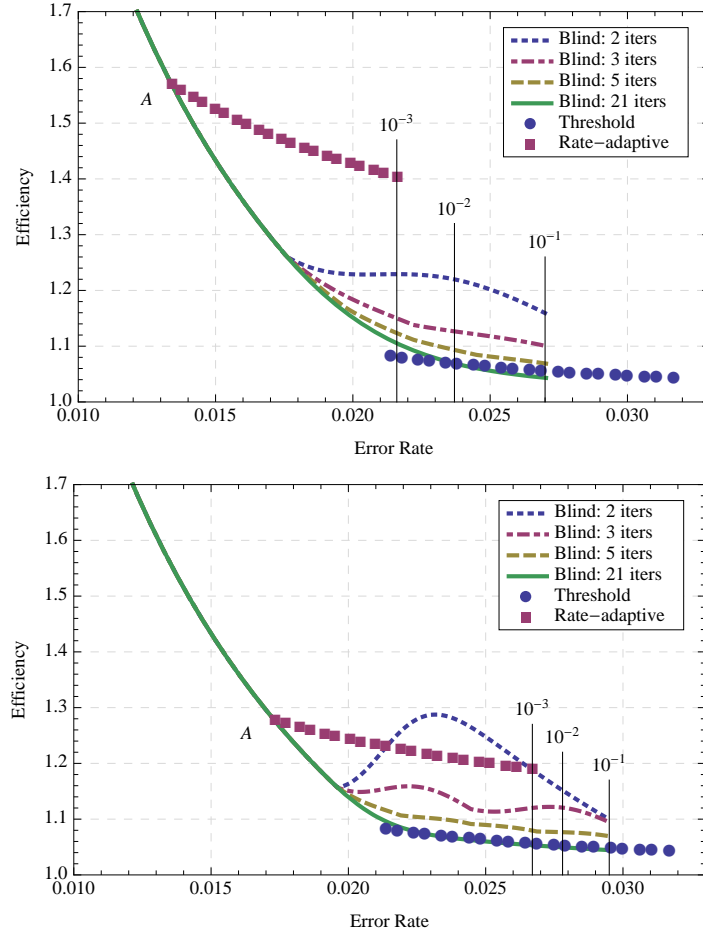 1.7
1.6
1.5
1.4
1.3
1.2
1.1
1.0
Efficiency
A
10−3
10−2
10−1
Blind: 2 iters
Blind: 3 iters
Blind: 5 iters
Blind: 21 iters
Threshold
Rate−adaptive
0.010 0.015 0.020 0.025 0.030
Error Rate
1.7
1.6
1.5
1.4
1.3
1.2
1.1
1.0
Efficiency
Blind: 2 iters
Blind: 3 iters
Blind: 5 iters
Blind: 21 iters
Threshold
Rate−adaptive
A
10−3
10−2
10−1
0.010 0.015 0.020 0.025 0.030
Error Rate